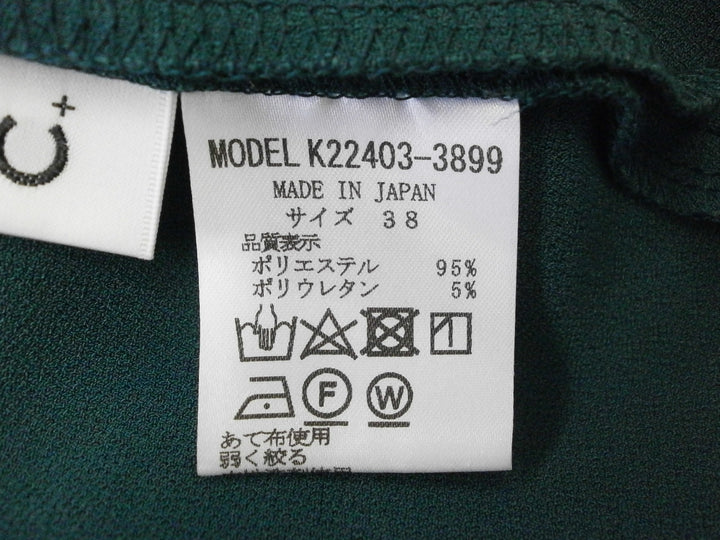 C+
MODEL K22403-3899
MADE IN JAPAN
サイズ 38
品質表示
ポリエステル 95%
ポリウレタン 5%
F W
あて布使用
弱く絞る